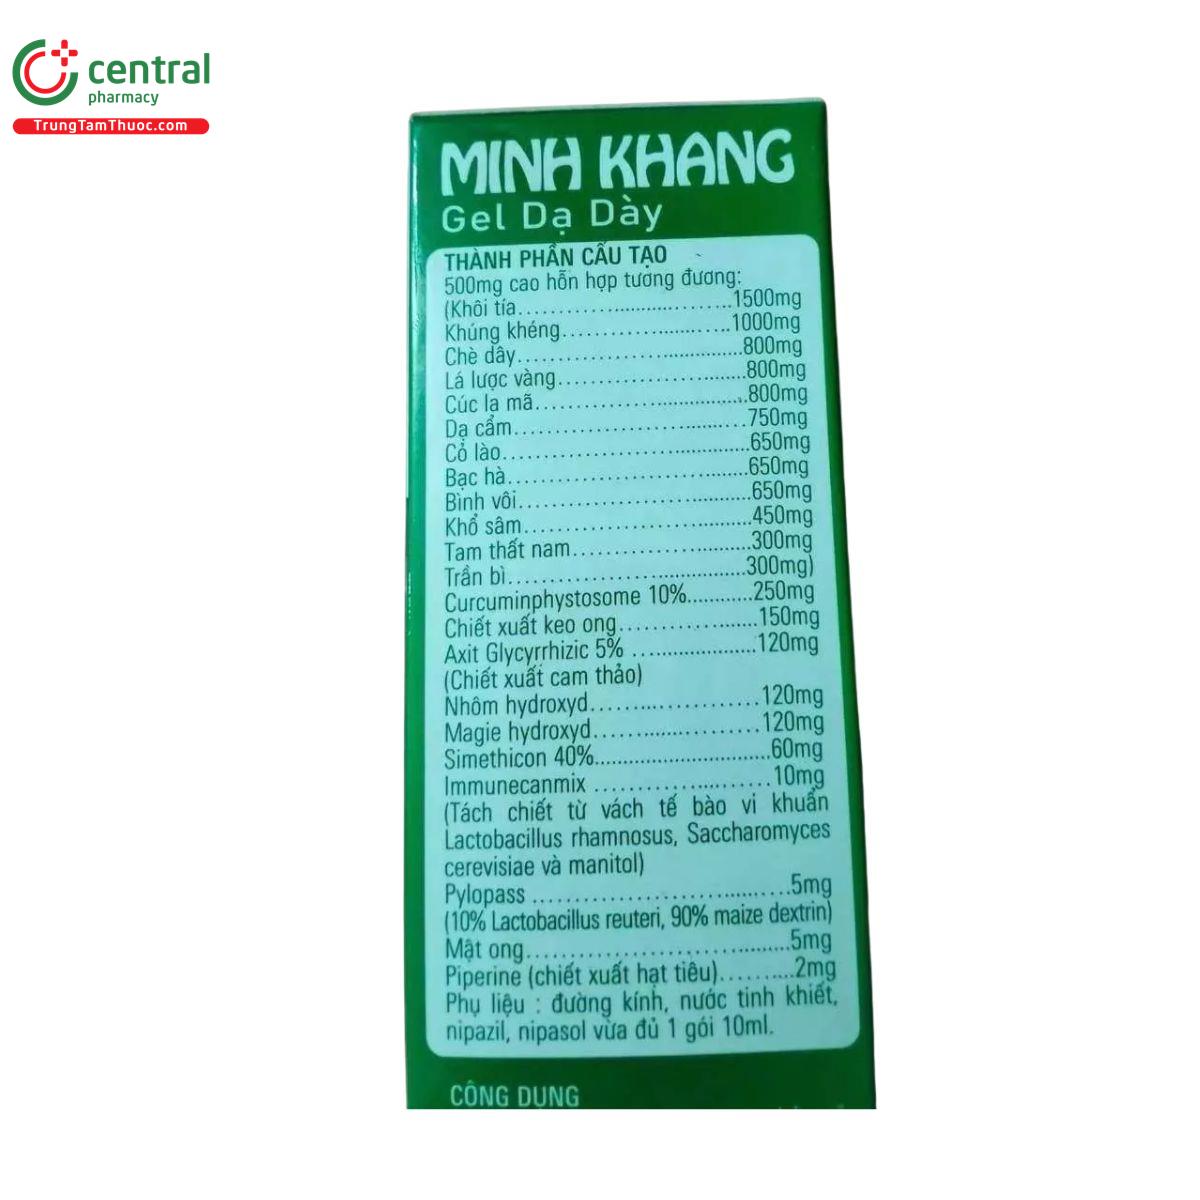 central
pharmacy
TrungTamThuoc.com
MINH KHANG
Gel Dạ Dày
THÀNH PHẦN CẤU TẠO
500mg cao hỗn hợp tương đương:
(Khôi tía..............................1500mg
Khúng khéng..............................1000mg
Chè dây..............................800mg
Lá lược vàng..............................800mg
Cúc lạ mã..............................800mg
Dạ cẩm..............................750mg
Cỏ lào..............................650mg
Bạc hà..............................650mg
Bình vôi..............................650mg
Khổ sâm..............................450mg
Tam thất nam..............................300mg
Trần bì..............................300mg)
Curcuminphystosome 10%............250mg
Chiết xuất keo ong....................150mg
Axit Glycyrrhizic 5% ....................120mg
(Chiết xuất cam thảo)
Nhôm hydroxyd....................120mg
Magie hydroxyd....................120mg
Simethicon 40%..............................60mg
Immunecanmix ....................10mg
(Tách chiết từ vách tế bào vi khuẩn
Lactobacillus rhamnosus, Saccharomyces
cerevisiae và manitol)
Pylopass ..............................5mg
(10% Lactobacillus reuteri, 90% maize dextrin)
Mật ong..............................5mg
Piperine (chiết xuất hạt tiêu)..........2mg
Phụ liệu : đường kính, nước tinh khiết,
nipazil, nipasol vừa đủ 1 gói 10ml.
CÔNG DỤNG